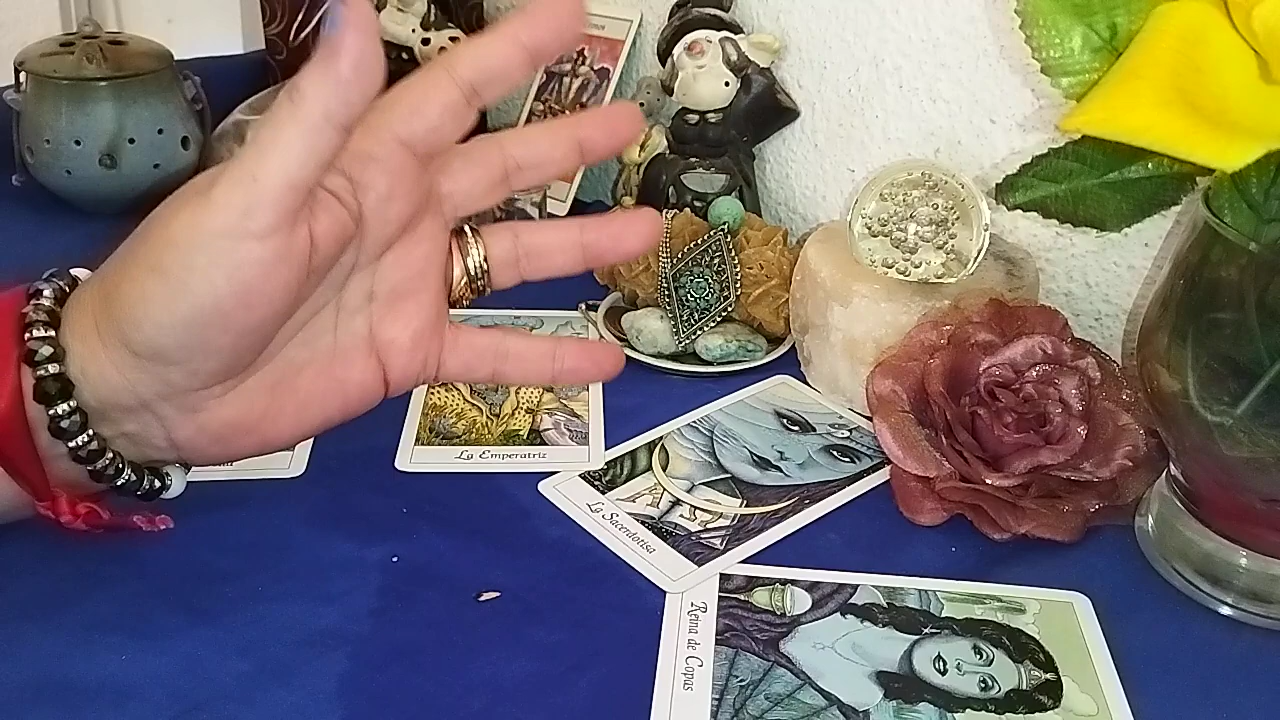 La Emperatriz
La Sacerdotisa
Reina de Copas